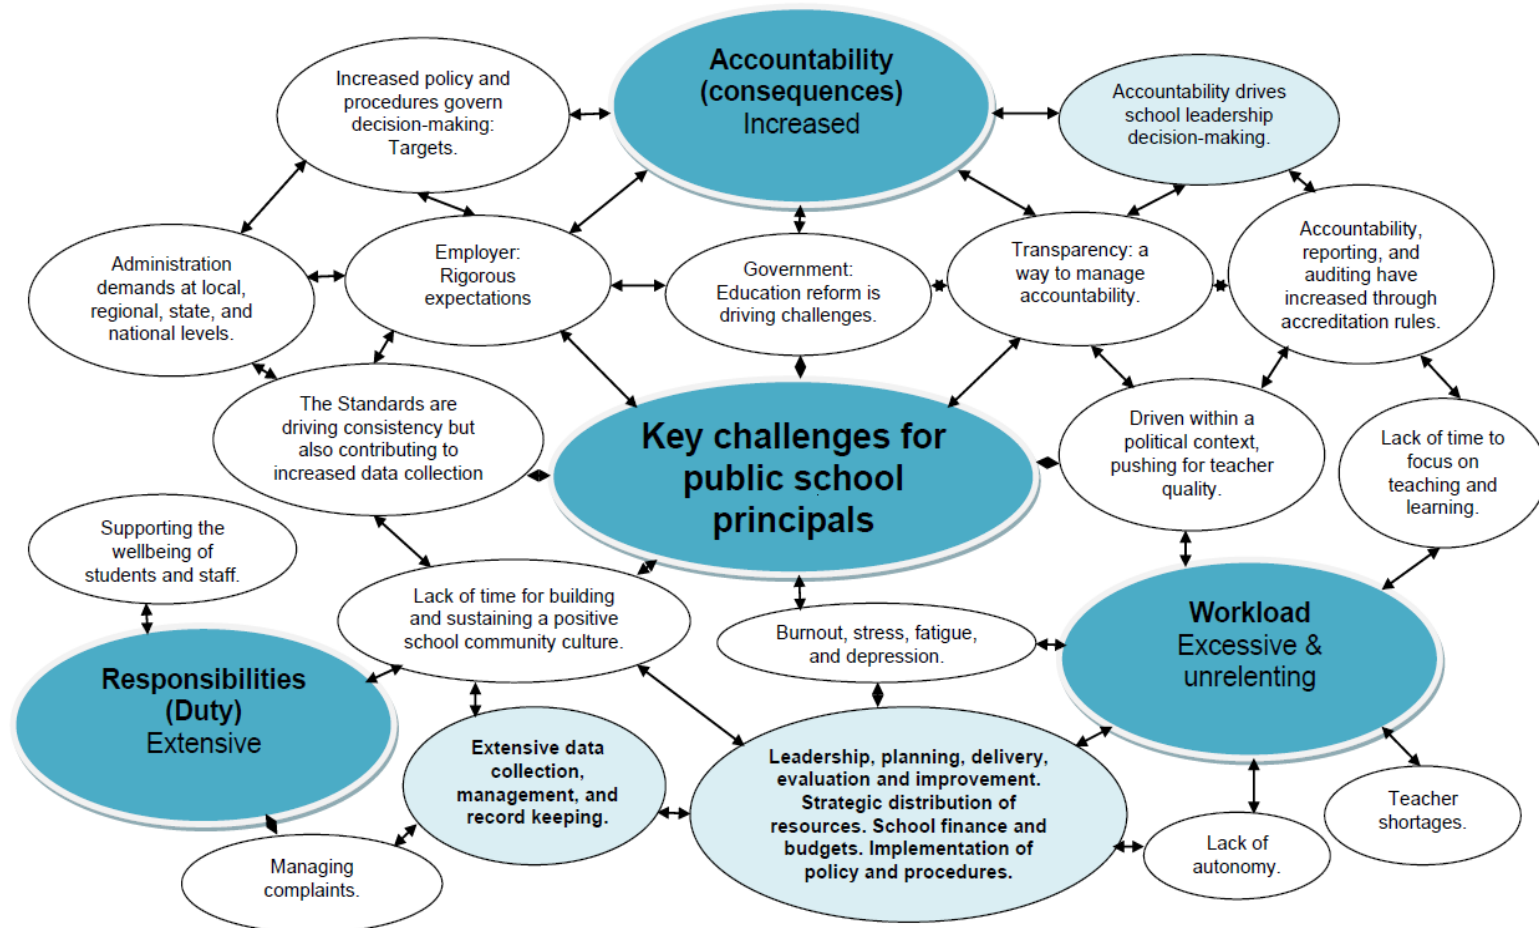 Accountability
(consequences)
Increased
Increased policy and
procedures govern
decision-making:
Targets.
Accountability drives
school leadership
decision-making.
Administration
demands at local,
regional, state, and
national levels.
Employer:
Rigorous
expectations
Government:
Education reform is
driving challenges.
Transparency: a
way to manage
accountability.
Accountability,
reporting, and
auditing have
increased through
accreditation rules.
The Standards are
driving consistency but
also contributing to
increased data collection
Key challenges for
public school
principals
Driven within a
political context,
pushing for teacher
quality.
Lack of time to
focus on
teaching and
learning.
Supporting the
wellbeing of
students and staff.
Lack of time for building
and sustaining a positive
school community culture.
Burnout, stress, fatigue,
and depression.
Workload
Excessive &
unrelenting
Responsibilities
(Duty)
Extensive
Extensive data
collection,
management, and
record keeping.
Leadership, planning, delivery,
evaluation and improvement.
Strategic distribution of
resources. School finance and
budgets. Implementation of
policy and procedures.
Teacher
shortages.
Lack of
autonomy.
Managing
complaints.